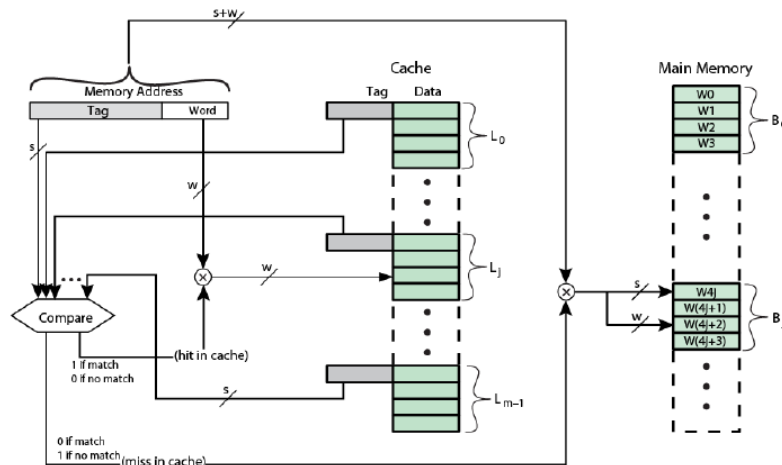 s+w
Cache
Main Memory
Memory Address
Tag Data
Tag Word
W0
W1
W2
W3
B
L0
s
w
w
Lj
s
w
W4j
W(4j+1)
W(4j+2)
W(4j+3)
B
Compare
1 if match
0 if no match
(hit in cache)
s
Lm–1
0 if match
1 if no match
(miss in cache)